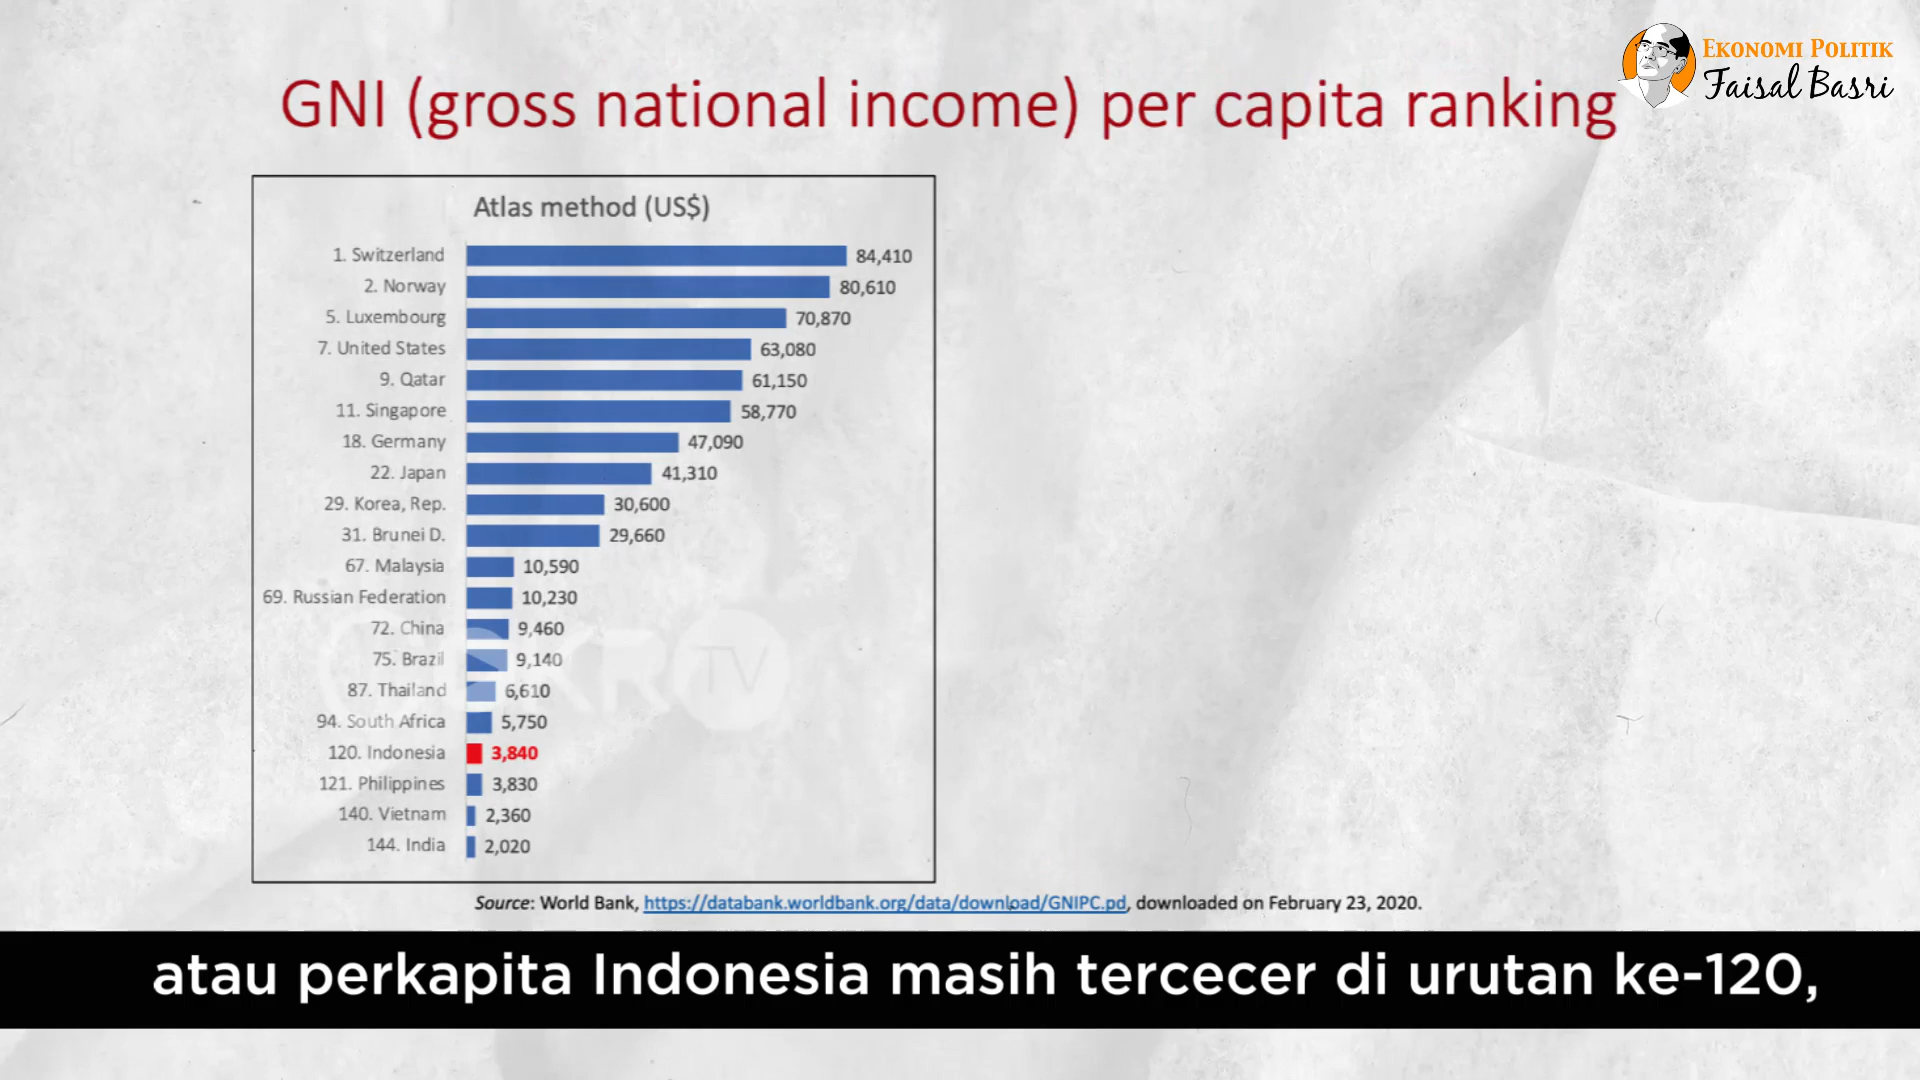 EKONOMI POLITIK
Faisal Basri
GNI (gross national income) per capita ranking
Atlas method (US$)
1. Switzerland 84,410
2. Norway 80,610
5. Luxembourg 70,870
7. United States 63,080
9. Qatar 61,150
11. Singapore 58,770
18. Germany 47,090
22. Japan 41,310
29. Korea, Rep. 30,600
31. Brunei D. 29,660
67. Malaysia 10,590
69. Russian Federation 10,230
72. China 9,460
75. Brazil 9,140
87. Thailand 6,610
94. South Africa 5,750
120. Indonesia 3,840
121. Philippines 3,830
140. Vietnam 2,360
144. India 2,020
Source: World Bank, https://databank.worldbank.org/data/download/GNIPC.pd, downloaded on February 23, 2020.
atau perkapita Indonesia masih tercecer di urutan ke-120,